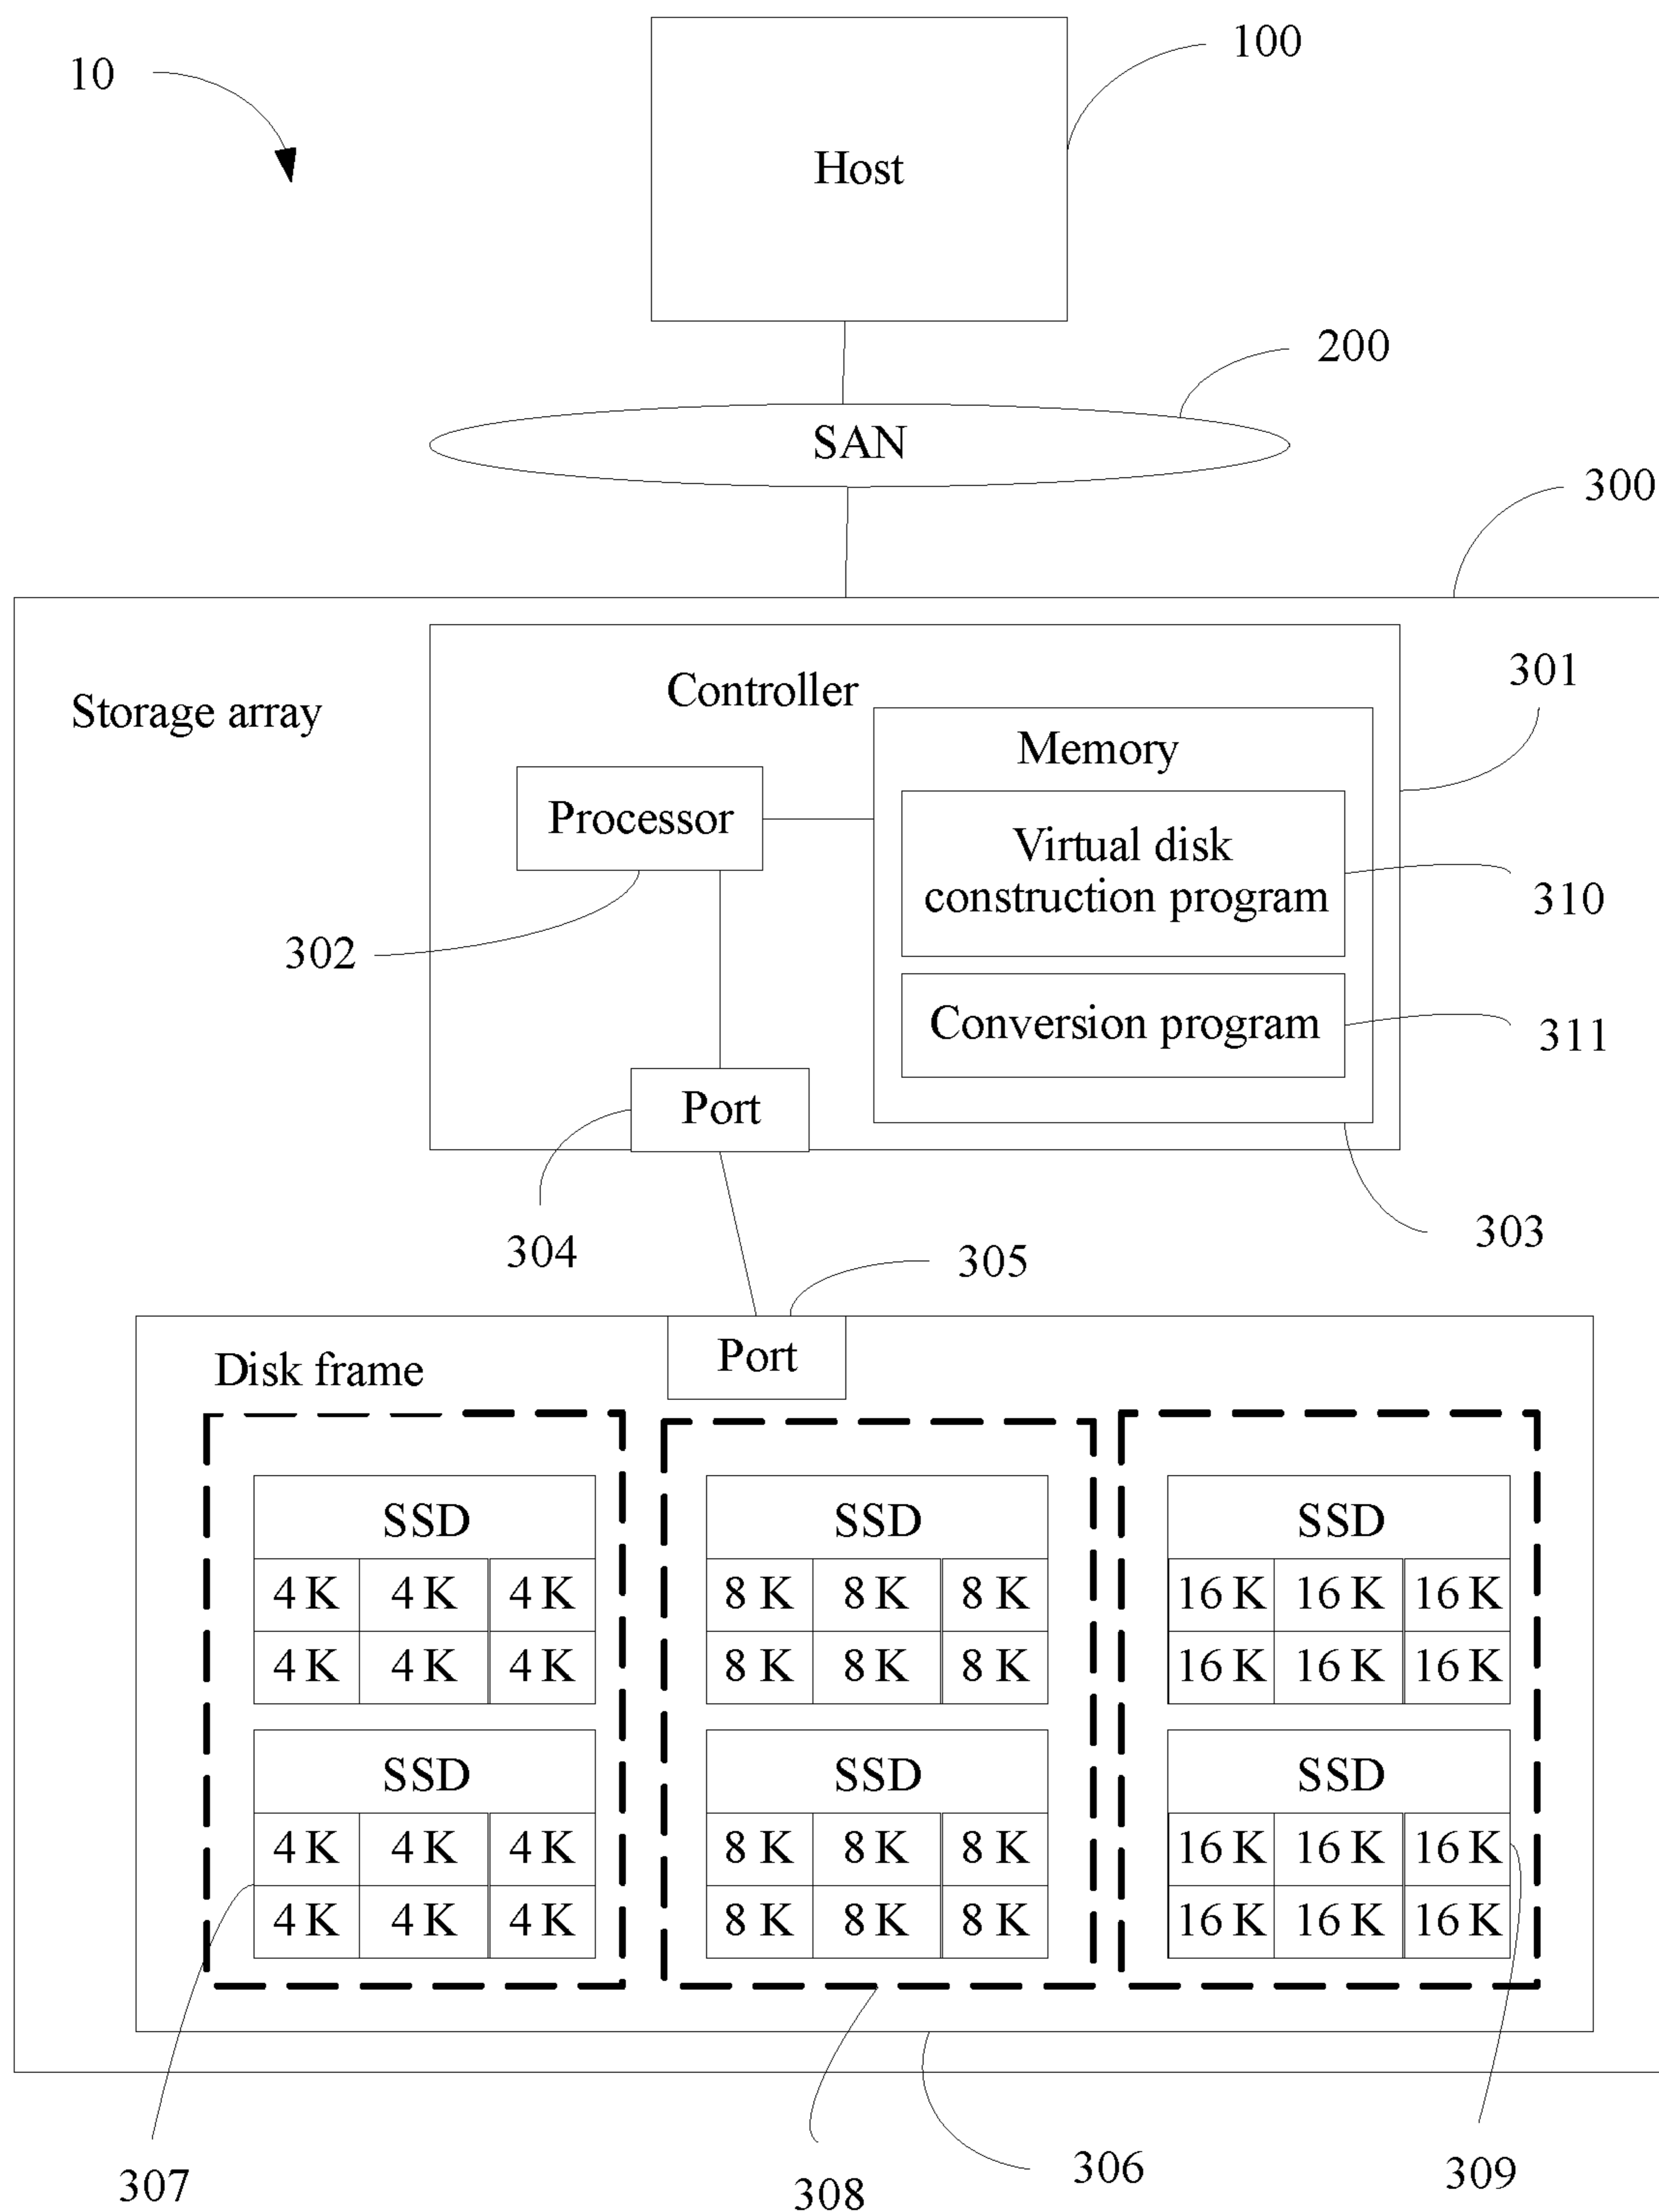 10
100
Host
200
SAN
300
Storage array
Controller
301
Memory
Processor
Virtual disk
construction program
310
302
Conversion program
311
Port
304
303
305
Port
Disk frame
SSD SSD SSD
4 K 4 K 4 K 8 K 8 K 8 K 16 K 16 K 16 K
4 K 4 K 4 K 8 K 8 K 8 K 16 K 16 K 16 K
SSD SSD SSD
4 K 4 K 4 K 8 K 8 K 8 K 16 K 16 K 16 K
4 K 4 K 4 K 8 K 8 K 8 K 16 K 16 K 16 K
307
308
306
309